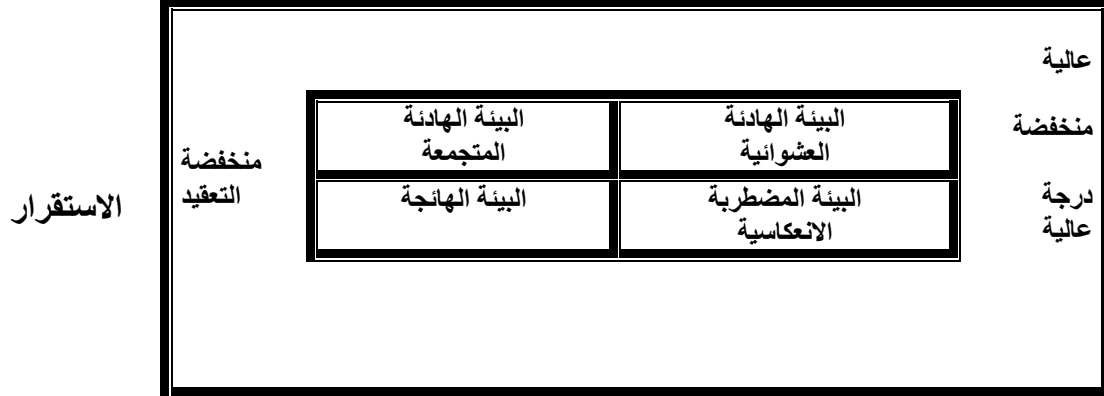 عالية
البيئة الهادئة العشوائية
البيئة الهادئة المتجمعة
منخفضة
منخفضة التعقيد
درجة عالية
البيئة المضطربة الانعكاسية
البيئة الهائجة
الاستقرار